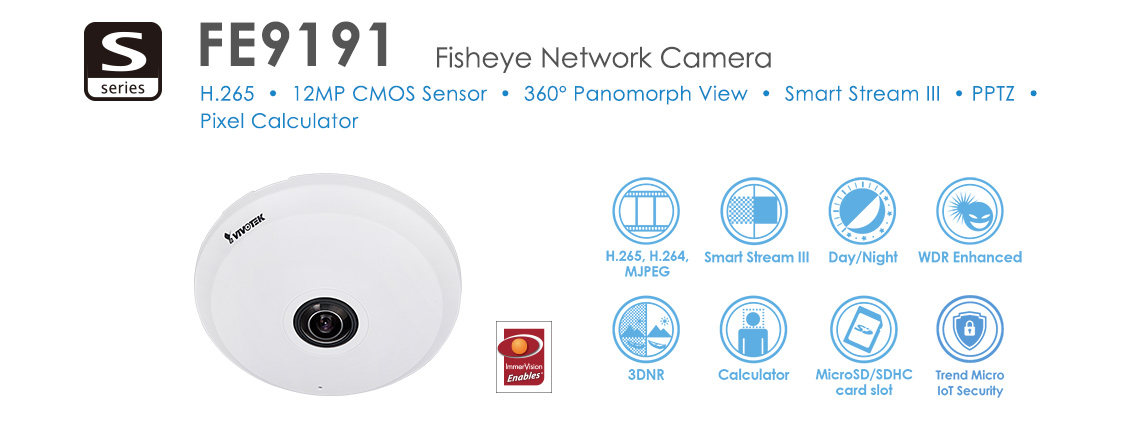 S
series
FE9191
Fisheye Network Camera
H.265 • 12MP CMOS Sensor • 360° Panomorph View • Smart Stream III • PPTZ •
Pixel Calculator
VIVOTEK
ImmerVision
Enables™
H.265, H.264,
MJPEG
Smart Stream III
Day/Night
WDR Enhanced
3DNR
Calculator
MicroSD/SDHC
card slot
Trend Micro
IoT Security